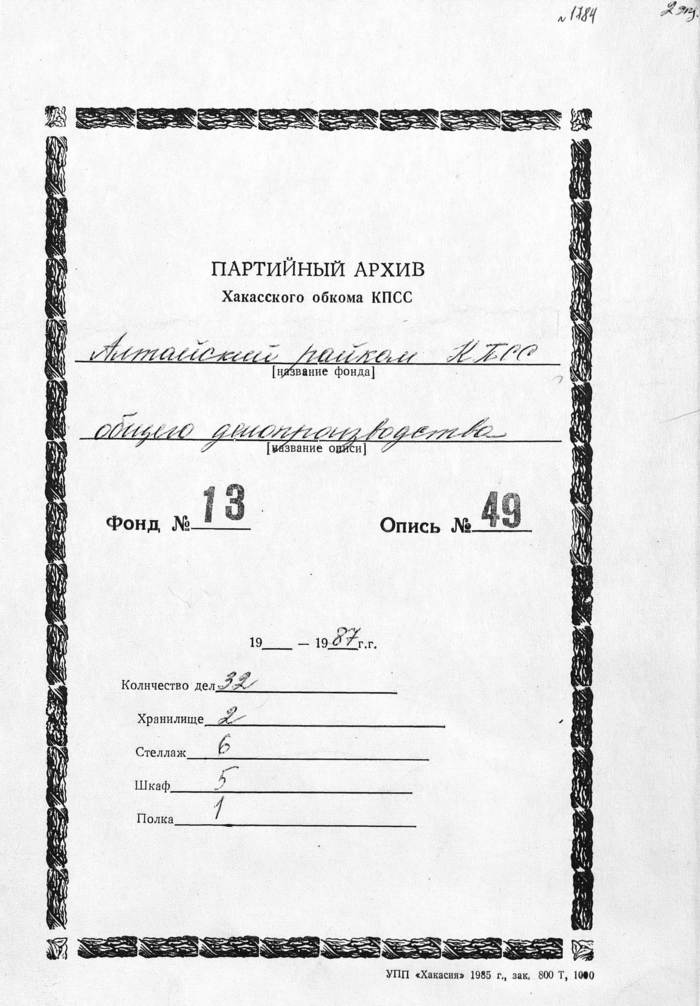 №1784
2 экз.
ПАРТИЙНЫЙ АРХИВ
Хакасского обкома КПСС
Алтайский райком КПСС
[название фонда]
общего делопроизводства
[название описи]
Фонд № 13 Опись № 49
19___ — 1987 г.г.
Количество дел 32
Хранилище 2
Стеллаж 6
Шкаф 5
Полка 1
УПП «Хакасия» 1985 г., зак. 800 Т, 1000